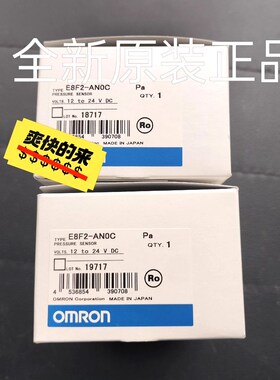 全新原装正品
TYPE E8F2-AN0C Pa
PRESSURE SENSOR
VOLTS 12 to 24 V DC QTY. 1
LOT No. 18717
Ro
爽快的来
390708
MADE IN JAPAN
TYPE E8F2-AN0C Pa
PRESSURE SENSOR
VOLTS 12 to 24 V DC QTY. 1
LOT No. 19717
Ro
4 536854 390708
OMRON Corporation MADE IN JAPAN
OMRON